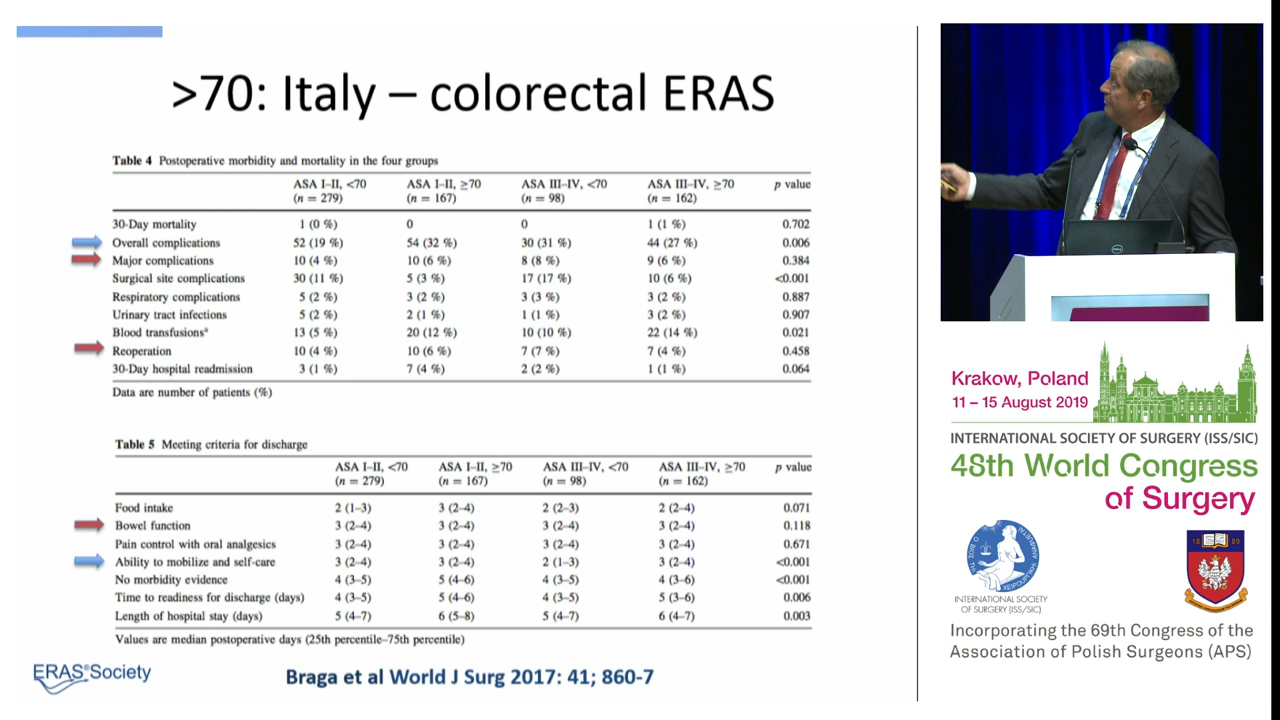 >70: Italy – colorectal ERAS
Table 4 Postoperative morbidity and mortality in the four groups
ASA I–II, <70 ASA I–II, ≥70 ASA III–IV, <70 ASA III–IV, ≥70 p value
(n = 279) (n = 167) (n = 98) (n = 162)
30-Day mortality 1 (0 %) 0 0 1 (1 %) 0.702
Overall complications 52 (19 %) 54 (32 %) 30 (31 %) 44 (27 %) 0.006
Major complications 10 (4 %) 10 (6 %) 8 (8 %) 9 (6 %) 0.384
Surgical site complications 30 (11 %) 5 (3 %) 17 (17 %) 10 (6 %) <0.001
Respiratory complications 5 (2 %) 3 (2 %) 3 (3 %) 3 (2 %) 0.887
Urinary tract infections 5 (2 %) 2 (1 %) 1 (1 %) 3 (2 %) 0.907
Blood transfusionsᵃ 13 (5 %) 20 (12 %) 10 (10 %) 22 (14 %) 0.021
Reoperation 10 (4 %) 10 (6 %) 7 (7 %) 7 (4 %) 0.458
30-Day hospital readmission 3 (1 %) 7 (4 %) 2 (2 %) 1 (1 %) 0.064
Data are number of patients (%)
Table 5 Meeting criteria for discharge
ASA I–II, <70 ASA I–II, ≥70 ASA III–IV, <70 ASA III–IV, ≥70 p value
(n = 279) (n = 167) (n = 98) (n = 162)
Food intake 2 (1–3) 3 (2–4) 2 (2–3) 2 (2–4) 0.071
Bowel function 3 (2–4) 3 (2–4) 3 (2–4) 3 (2–4) 0.118
Pain control with oral analgesics 3 (2–4) 3 (2–4) 3 (2–4) 3 (2–4) 0.671
Ability to mobilize and self-care 3 (2–4) 3 (2–4) 2 (1–3) 3 (2–4) <0.001
No morbidity evidence 4 (3–5) 5 (4–6) 4 (3–5) 4 (3–6) <0.001
Time to readiness for discharge (days) 4 (3–5) 5 (4–6) 4 (3–5) 5 (3–6) 0.006
Length of hospital stay (days) 5 (4–7) 6 (5–8) 5 (4–7) 6 (4–7) 0.003
Values are median postoperative days (25th percentile–75th percentile)
ERAS®Society
Braga et al World J Surg 2017: 41; 860-7
DELL
Krakow, Poland
11 – 15 August 2019
INTERNATIONAL SOCIETY OF SURGERY (ISS/SIC)
48th World Congress
of Surgery
18 89
INTERNATIONAL SOCIETY
OF SURGERY (ISS/SIC)
Incorporating the 69th Congress of the
Association of Polish Surgeons (APS)